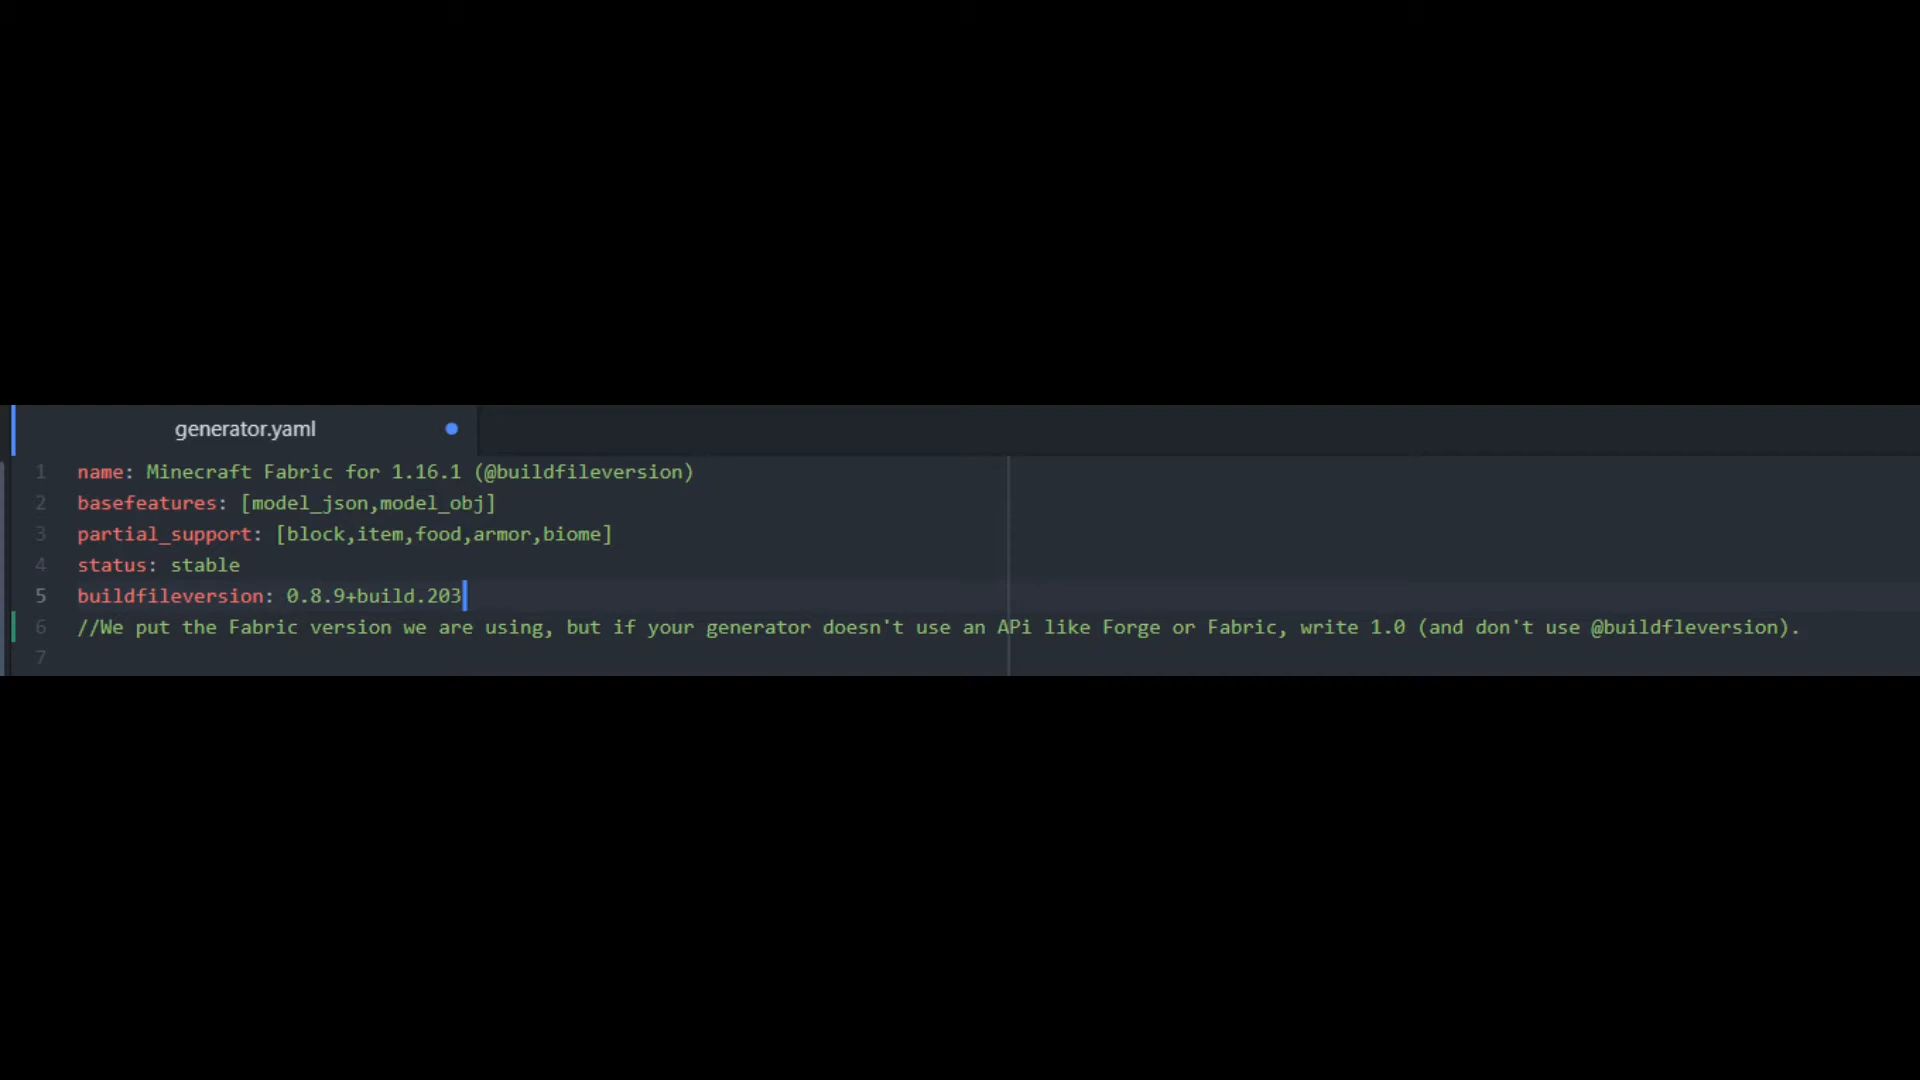 generator.yaml
1 name: Minecraft Fabric for 1.16.1 (@buildfileversion)
2 basefeatures: [model_json,model_obj]
3 partial_support: [block,item,food,armor,biome]
4 status: stable
5 buildfileversion: 0.8.9+build.203
6 //We put the Fabric version we are using, but if your generator doesn't use an APi like Forge or Fabric, write 1.0 (and don't use @buildfleversion).
7